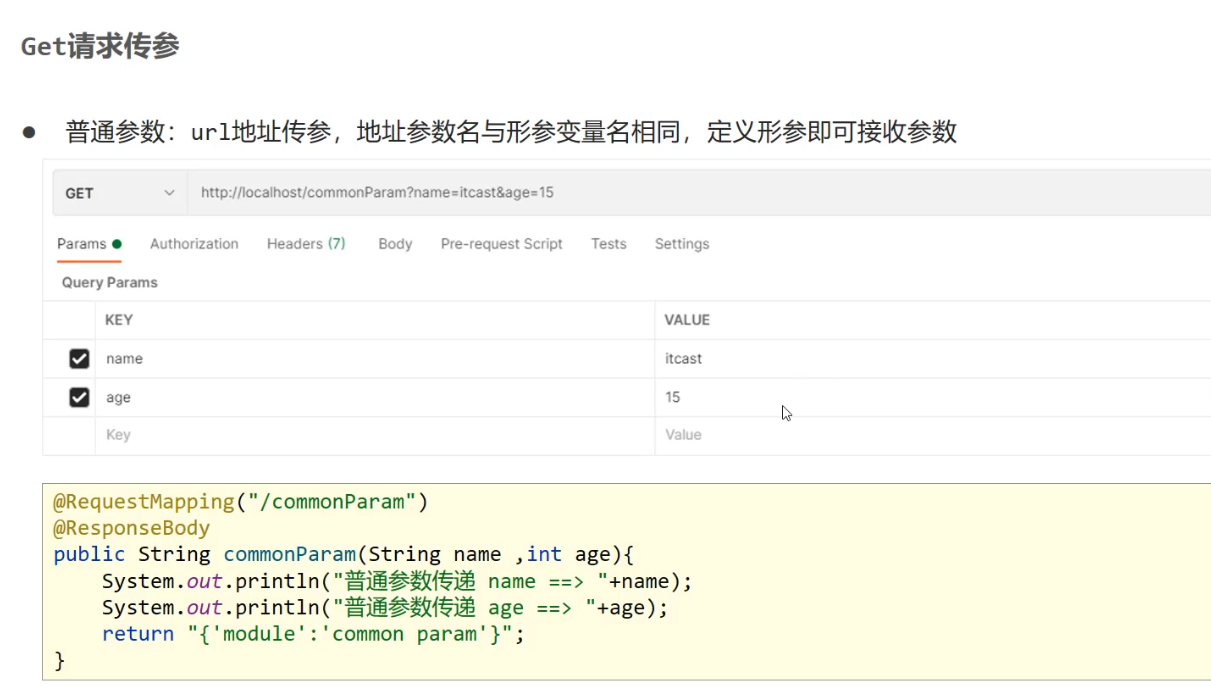 Get请求传参
● 普通参数：url地址传参，地址参数名与形参变量名相同，定义形参即可接收参数
GET http://localhost/commonParam?name=itcast&age=15
Params Authorization Headers (7) Body Pre-request Script Tests Settings
Query Params
KEY VALUE
name itcast
age 15
Key Value
@RequestMapping("/commonParam")
@ResponseBody
public String commonParam(String name ,int age){
    System.out.println("普通参数传递 name ==> "+name);
    System.out.println("普通参数传递 age ==> "+age);
    return "{'module':'common param'}";
}